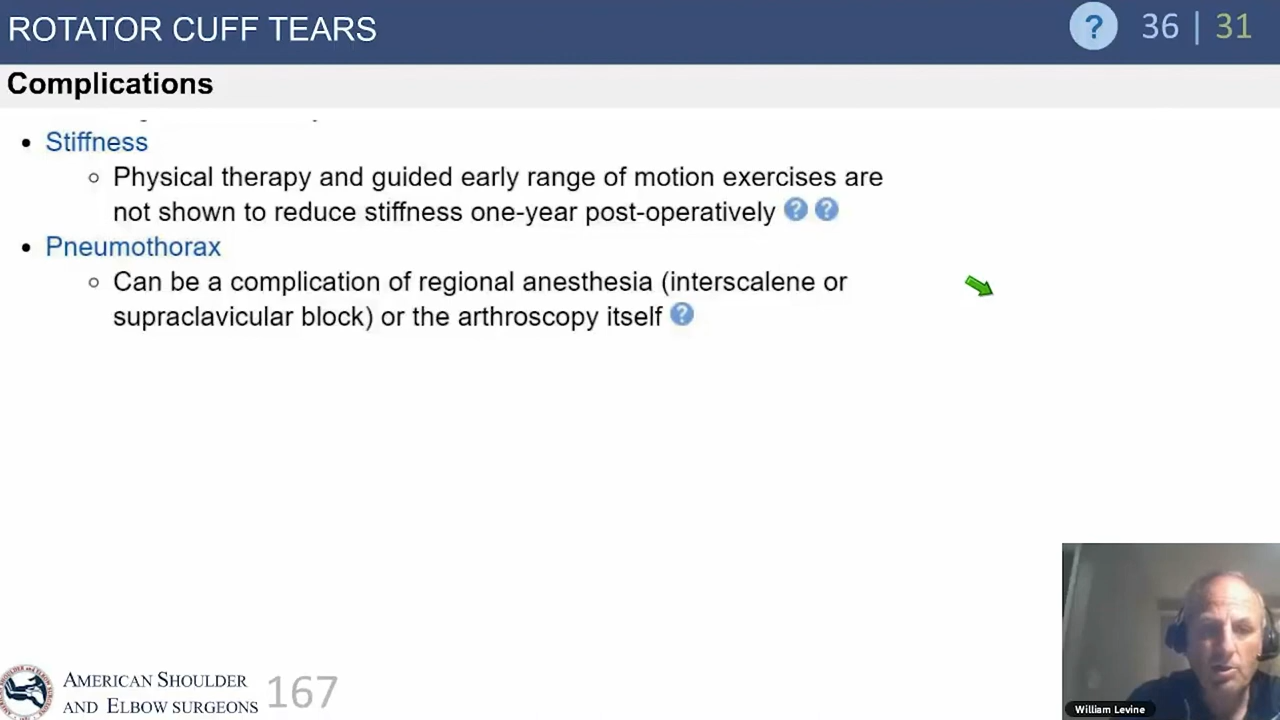 ROTATOR CUFF TEARS
? 36 | 31
Complications
• Stiffness
◦ Physical therapy and guided early range of motion exercises are
not shown to reduce stiffness one-year post-operatively ? ?
• Pneumothorax
◦ Can be a complication of regional anesthesia (interscalene or
supraclavicular block) or the arthroscopy itself ?
AMERICAN SHOULDER
AND ELBOW SURGEONS
167
William Levine